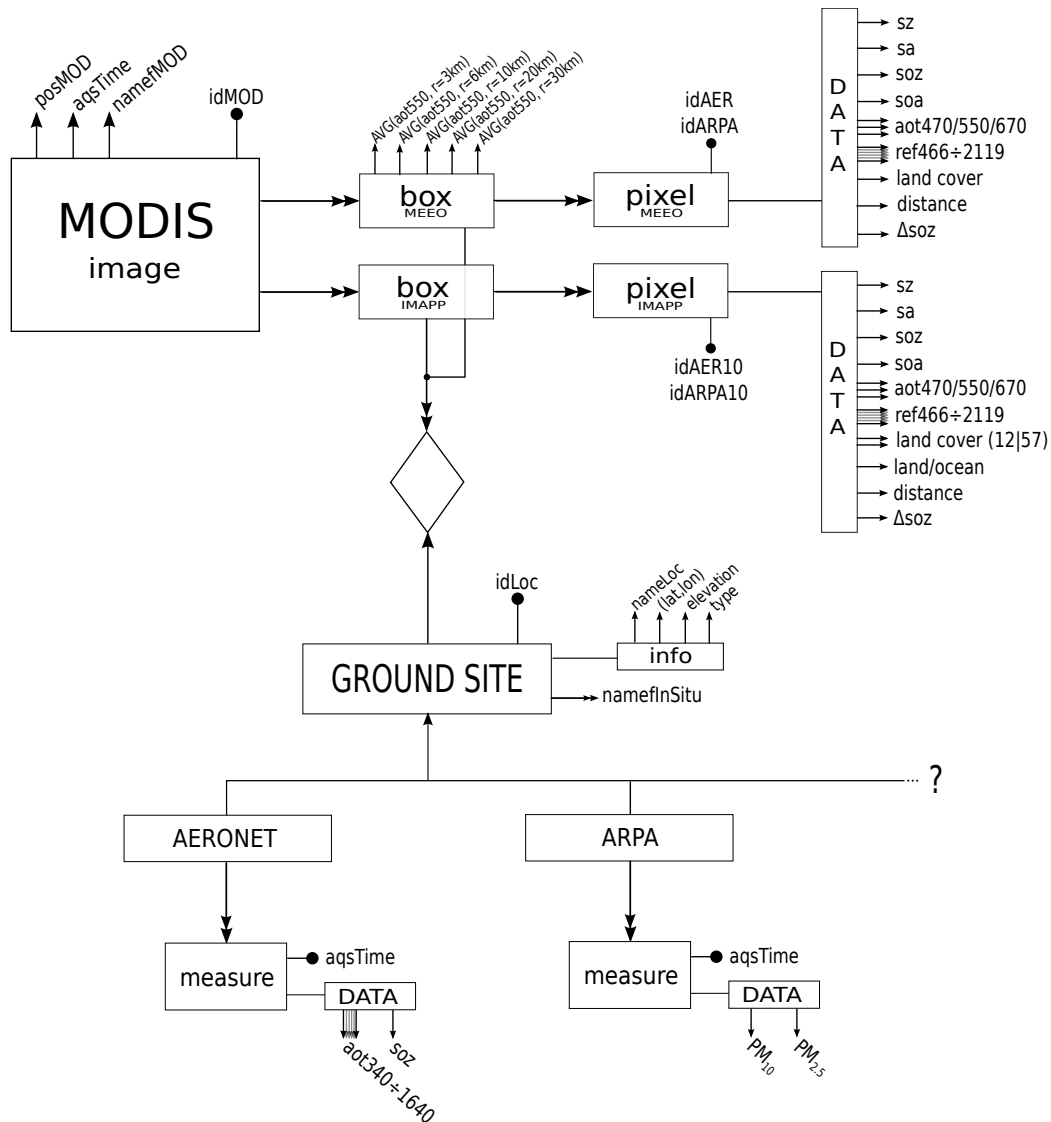 posMOD
aqsTime
namefMOD
idMOD
MODIS
image
AVG(aot550, r=3km)
AVG(aot550, r=6km)
AVG(aot550, r=10km)
AVG(aot550, r=20km)
AVG(aot550, r=30km)
box
MEEO
idAER
idARPA
pixel
MEEO
DATA
sz
sa
soz
soa
aot470/550/670
ref466÷2119
land cover
distance
Δsoz
box
IMAPP
pixel
IMAPP
idAER10
idARPA10
DATA
sz
sa
soz
soa
aot470/550/670
ref466÷2119
land cover (12|57)
land/ocean
distance
Δsoz
idLoc
GROUND SITE
nameLoc
(lat,lon)
elevation
type
info
namefInSitu
... ?
AERONET
measure
aqsTime
DATA
aot340÷1640
soz
ARPA
measure
aqsTime
DATA
PM10
PM2.5